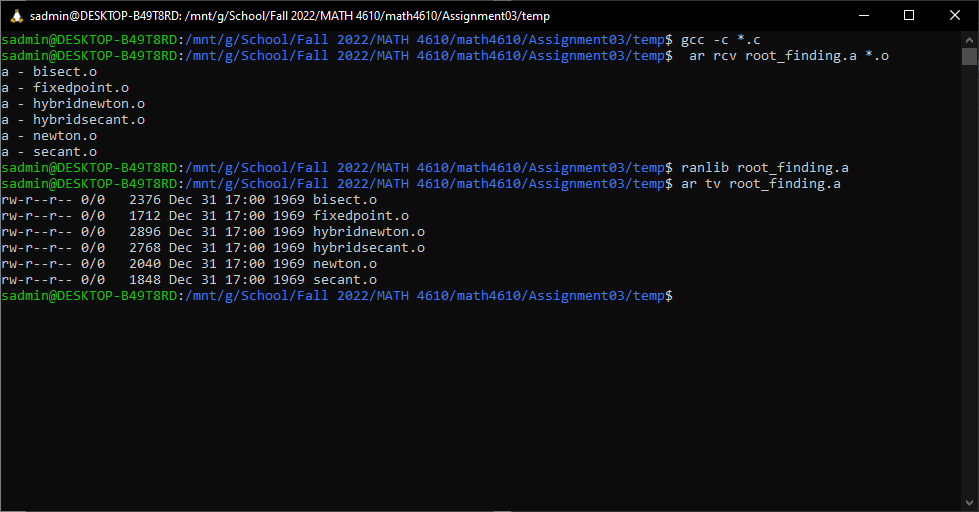 sadmin@DESKTOP-B49T8RD: /mnt/g/School/Fall 2022/MATH 4610/math4610/Assignment03/temp
sadmin@DESKTOP-B49T8RD:/mnt/g/School/Fall 2022/MATH 4610/math4610/Assignment03/temp$ gcc -c *.c
sadmin@DESKTOP-B49T8RD:/mnt/g/School/Fall 2022/MATH 4610/math4610/Assignment03/temp$  ar rcv root_finding.a *.o
a - bisect.o
a - fixedpoint.o
a - hybridnewton.o
a - hybridsecant.o
a - newton.o
a - secant.o
sadmin@DESKTOP-B49T8RD:/mnt/g/School/Fall 2022/MATH 4610/math4610/Assignment03/temp$ ranlib root_finding.a
sadmin@DESKTOP-B49T8RD:/mnt/g/School/Fall 2022/MATH 4610/math4610/Assignment03/temp$ ar tv root_finding.a
rw-r--r-- 0/0   2376 Dec 31 17:00 1969 bisect.o
rw-r--r-- 0/0   1712 Dec 31 17:00 1969 fixedpoint.o
rw-r--r-- 0/0   2896 Dec 31 17:00 1969 hybridnewton.o
rw-r--r-- 0/0   2768 Dec 31 17:00 1969 hybridsecant.o
rw-r--r-- 0/0   2040 Dec 31 17:00 1969 newton.o
rw-r--r-- 0/0   1848 Dec 31 17:00 1969 secant.o
sadmin@DESKTOP-B49T8RD:/mnt/g/School/Fall 2022/MATH 4610/math4610/Assignment03/temp$